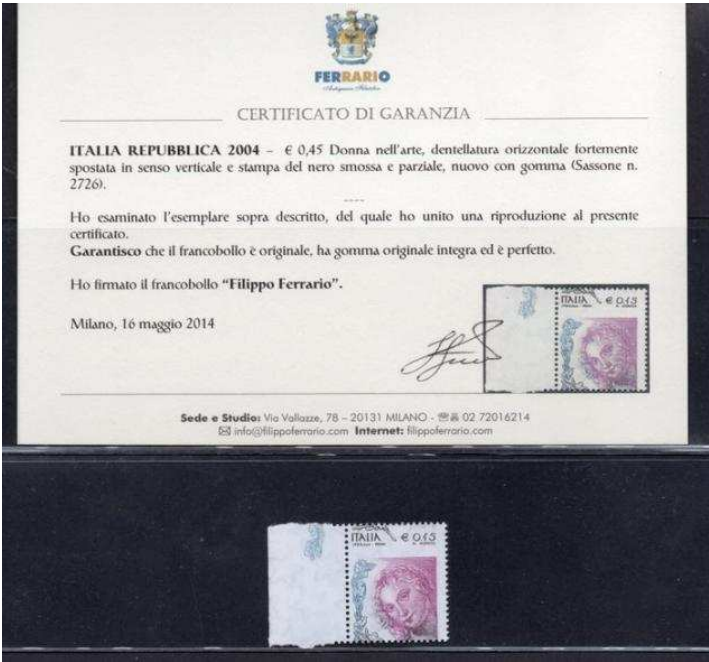 FERRARIO
CERTIFICATO DI GARANZIA
ITALIA REPUBBLICA 2004 – € 0,45 Donna nell'arte, dentellatura orizzontale fortemente
spostata in senso verticale e stampa del nero smossa e parziale, nuovo con gomma (Sassone n.
2726).
----
Ho esaminato l'esemplare sopra descritto, del quale ho unito una riproduzione al presente
certificato.
Garantisco che il francobollo è originale, ha gomma originale integra ed è perfetto.
Ho firmato il francobollo "Filippo Ferrario".
Milano, 16 maggio 2014
ITALIA € 0,45
Sede e Studio: Via Vallazze, 78 – 20131 MILANO - 02 72016214
info@filippoferrario.com Internet: filippoferrario.com
ITALIA € 0,45